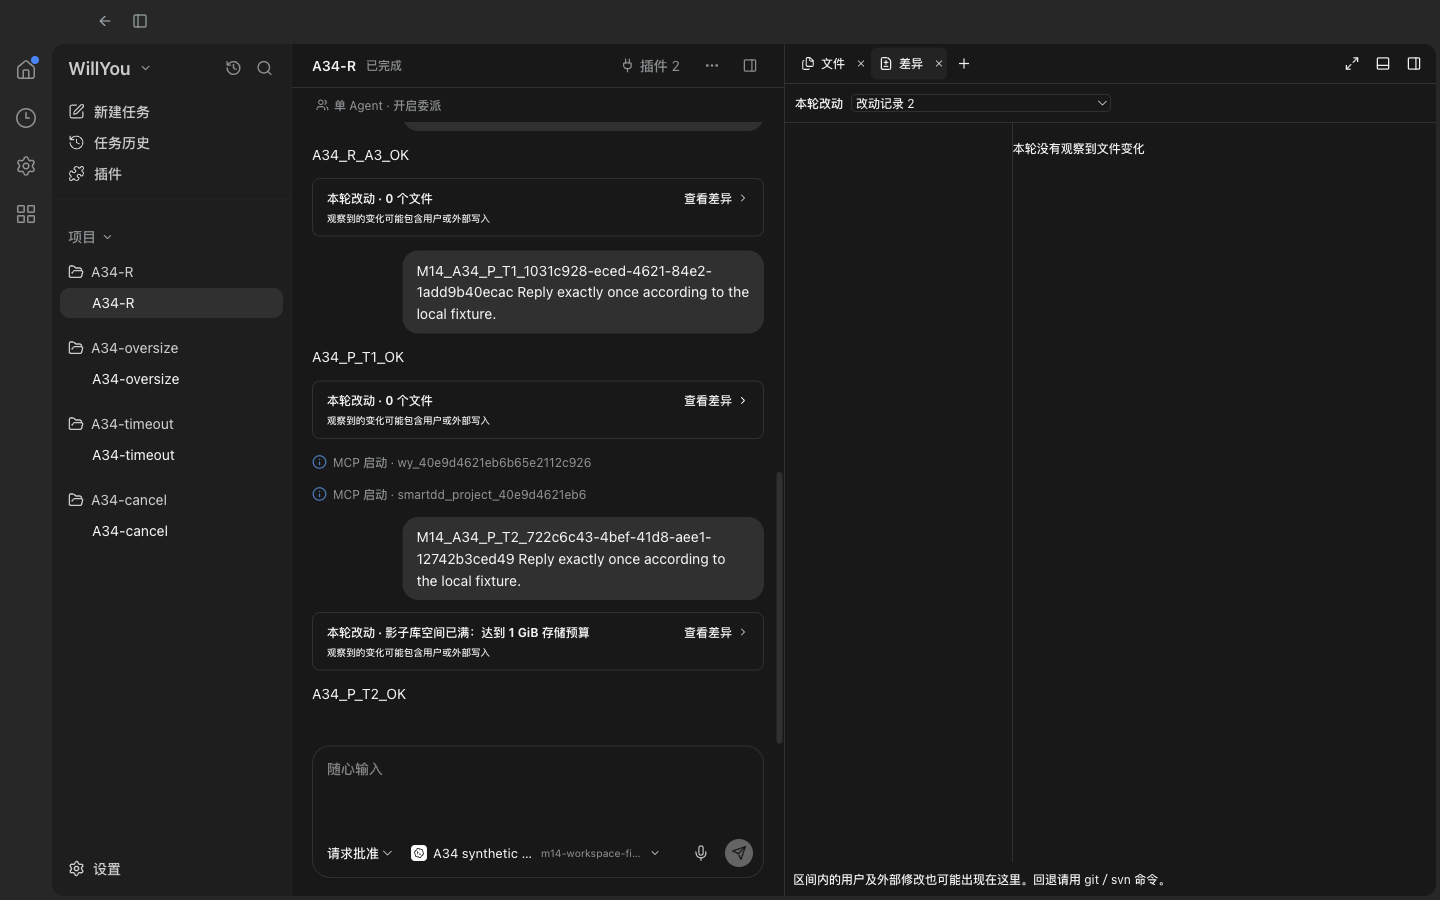 WillYou
新建任务
任务历史
插件
项目
A34-R
A34-R
A34-oversize
A34-oversize
A34-timeout
A34-timeout
A34-cancel
A34-cancel
设置
A34-R 已完成 插件 2
单 Agent · 开启委派
A34_R_A3_OK
本轮改动 · 0 个文件 查看差异
观察到的变化可能包含用户或外部写入
M14_A34_P_T1_1031c928-eced-4621-84e2-
1add9b40ecac Reply exactly once according to the
local fixture.
A34_P_T1_OK
本轮改动 · 0 个文件 查看差异
观察到的变化可能包含用户或外部写入
MCP 启动 · wy_40e9d4621eb6b65e2112c926
MCP 启动 · smartdd_project_40e9d4621eb6
M14_A34_P_T2_722c6c43-4bef-41d8-aee1-
12742b3ced49 Reply exactly once according to
the local fixture.
本轮改动 · 影子库空间已满：达到 1 GiB 存储预算 查看差异
观察到的变化可能包含用户或外部写入
A34_P_T2_OK
随心输入
请求批准 A34 synthetic ... m14-workspace-fi...
文件 差异
本轮改动 改动记录 2
本轮没有观察到文件变化
区间内的用户及外部修改也可能出现在这里。回退请用 git / svn 命令。